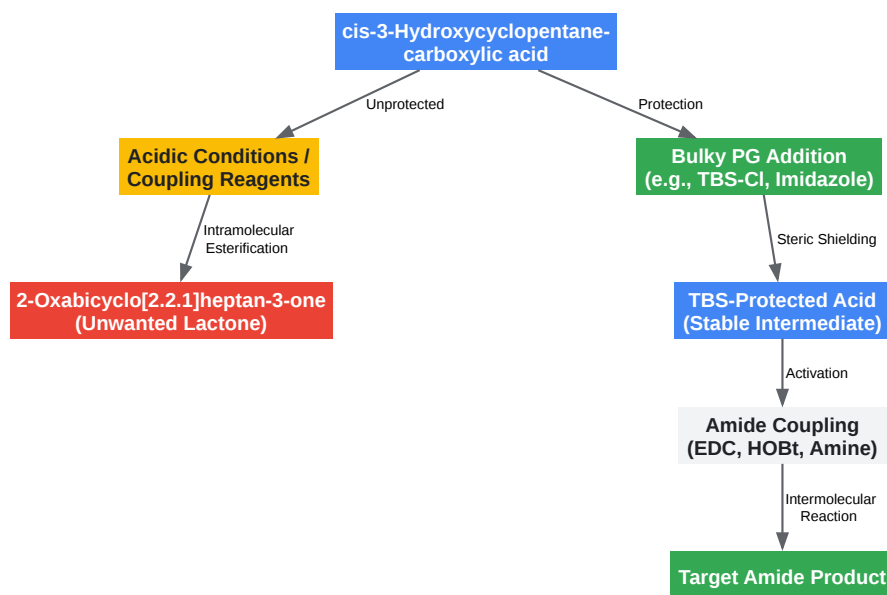 cis-3-Hydroxycyclopentane-
carboxylic acid
Unprotected
Protection
Acidic Conditions /
Coupling Reagents
Bulky PG Addition
(e.g., TBS-Cl, Imidazole)
Intramolecular
Esterification
Steric Shielding
2-Oxabicyclo[2.2.1]heptan-3-one
(Unwanted Lactone)
TBS-Protected Acid
(Stable Intermediate)
Activation
Amide Coupling
(EDC, HOBt, Amine)
Intermolecular
Reaction
Target Amide Product